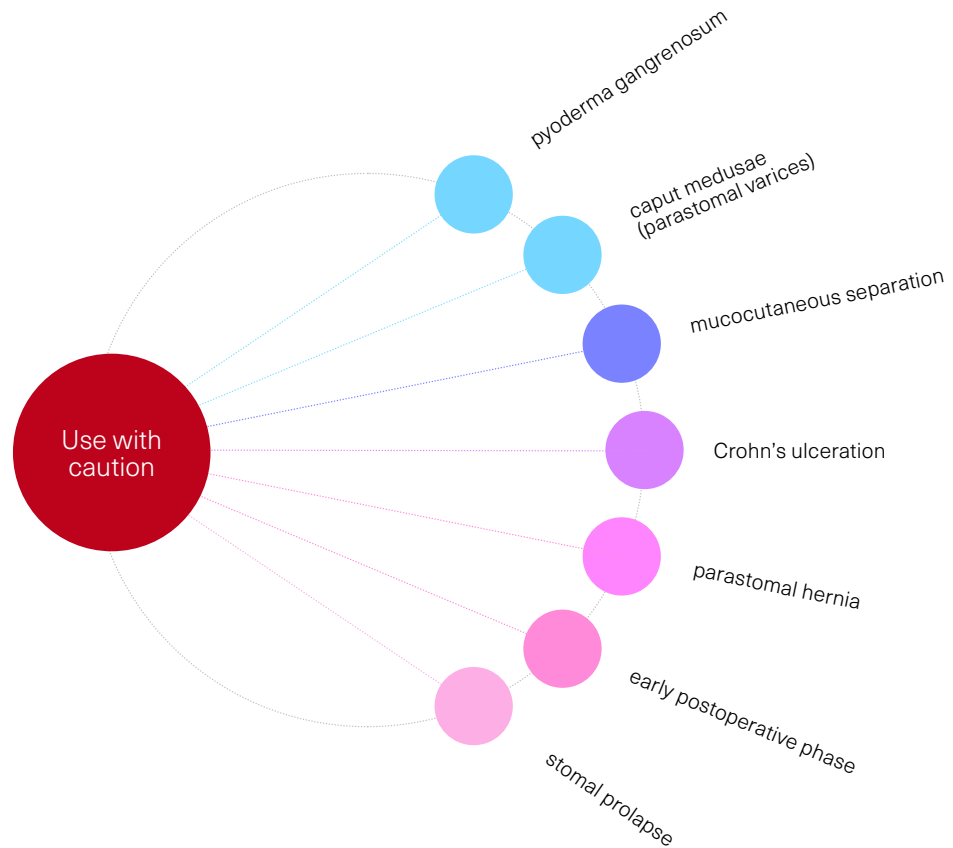 pyoderma gangrenosum
caput medusae
(parastomal varices)
mucocutaneous separation
Use with
caution
Crohn’s ulceration
parastomal hernia
early postoperative phase
stomal prolapse